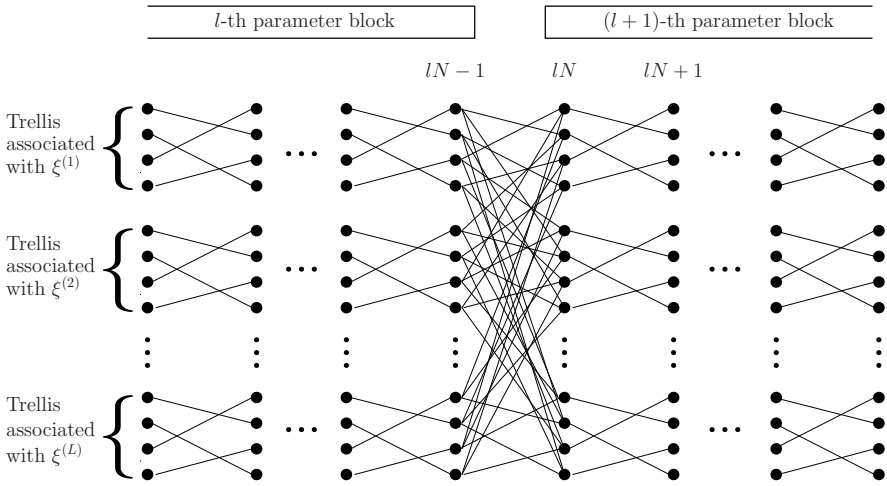 l-th parameter block
(l + 1)-th parameter block
lN − 1
lN
lN + 1
Trellis
associated
with ξ^(1)
Trellis
associated
with ξ^(2)
Trellis
associated
with ξ^(L)